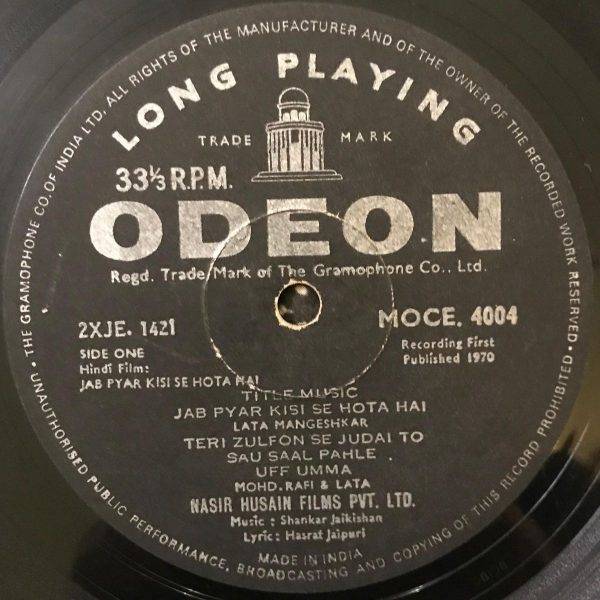 THE GRAMOPHONE CO. OF INDIA LTD. ALL RIGHTS OF THE MANUFACTURER AND OF THE OWNER OF THE RECORDED WORK RESERVED.
LONG PLAYING
TRADE MARK
33⅓ R.P.M.
ODEON
Regd. Trade Mark of The Gramophone Co., Ltd.
2XJE. 1421
MOCE. 4004
SIDE ONE
Recording First
Hindi Film:
Published 1970
JAB PYAR KISI SE HOTA HAI
TITLE MUSIC
JAB PYAR KISI SE HOTA HAI
LATA MANGESHKAR
TERI ZULFON SE JUDAI TO
SAU SAAL PAHLE
UFF UMMA
MOHD. RAFI & LATA
NASIR HUSAIN FILMS PVT. LTD.
Music : Shankar Jaikishan
Lyric: Hasrat Jaipuri
MADE IN INDIA
UNAUTHORISED PUBLIC PERFORMANCE, BROADCASTING AND COPYING OF THIS RECORD PROHIBITED